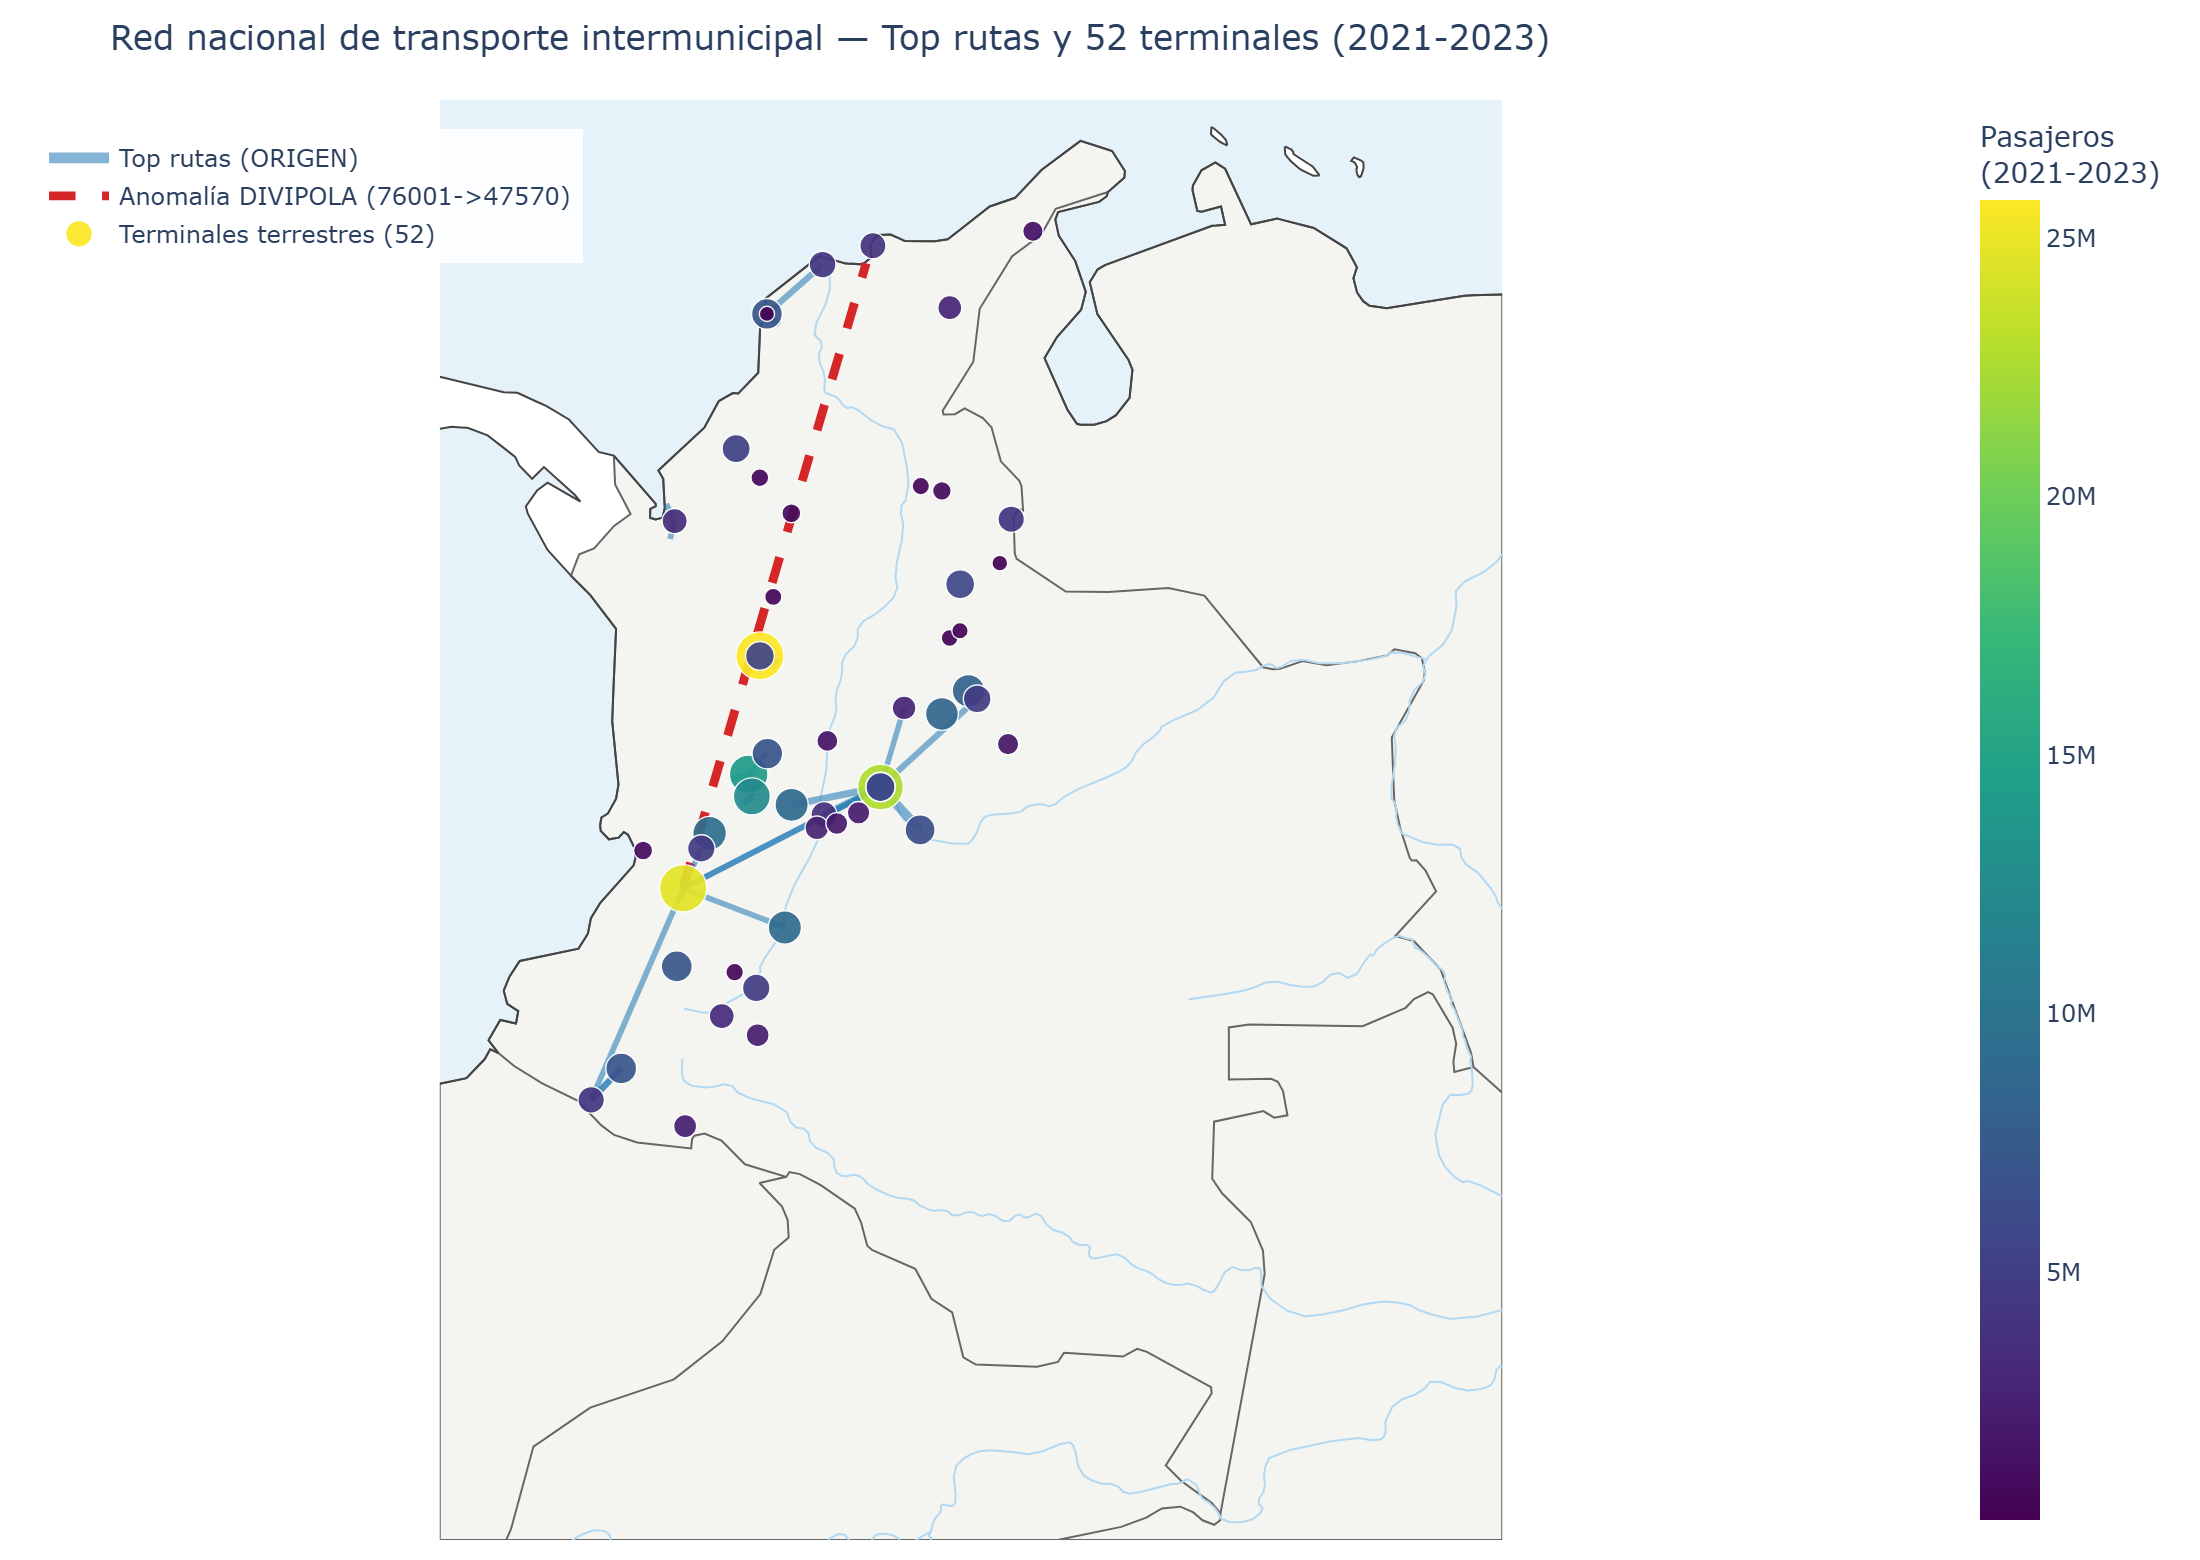 Red nacional de transporte intermunicipal — Top rutas y 52 terminales (2021-2023)
Top rutas (ORIGEN)
Anomalía DIVIPOLA (76001->47570)
Terminales terrestres (52)
Pasajeros
(2021-2023)
25M
20M
15M
10M
5M